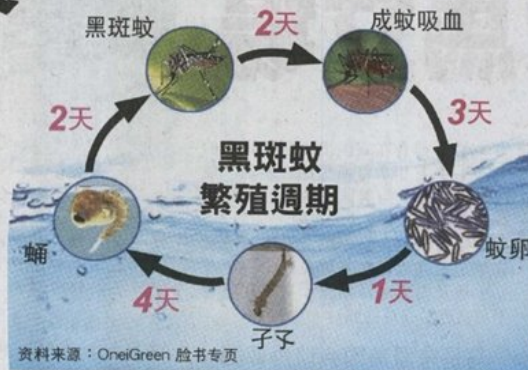 黑斑蚊
2天
成蚊吸血
2天
3天
黑斑蚊
繁殖週期
蛹
蚊卵
4天
1天
孑孓
资料来源：OneiGreen 脸书专页